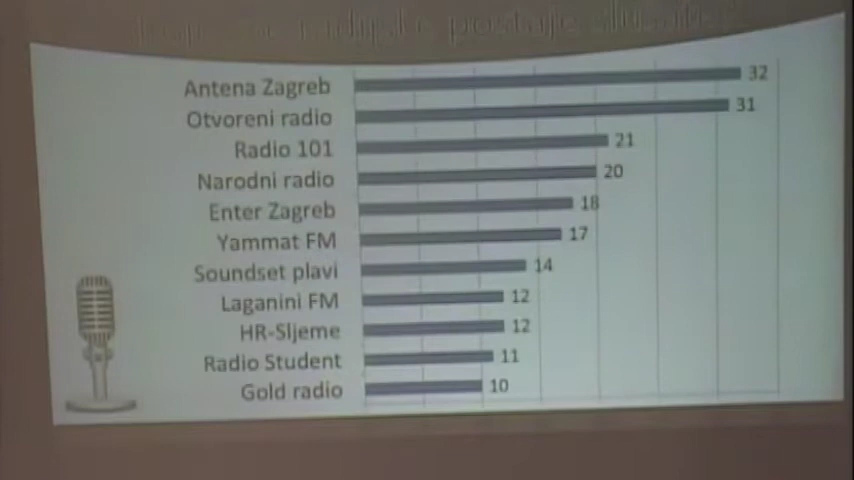 Antena Zagreb 32
Otvoreni radio 31
Radio 101 21
Narodni radio 20
Enter Zagreb 18
Yammat FM 17
Soundset plavi 14
Laganini FM 12
HR-Sljeme 12
Radio Student 11
Gold radio 10